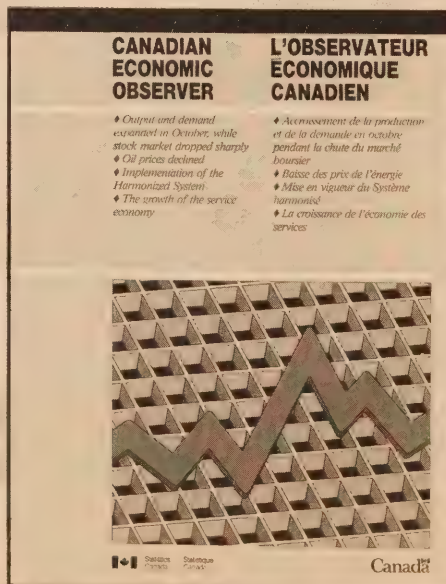 CANADIAN
ECONOMIC
OBSERVER
♦ Output and demand
expanded in October, while
stock market dropped sharply
♦ Oil prices declined
♦ Implementation of the
Harmonized System
♦ The growth of the service
economy
L'OBSERVATEUR
ÉCONOMIQUE
CANADIEN
♦ Accroissement de la production
et de la demande en octobre
pendant la chute du marché
boursier
♦ Baisse des prix de l'énergie
♦ Mise en vigueur du Système
harmonisé
♦ La croissance de l'économie des
services
Statistics
Canada
Statistique
Canada
Canada